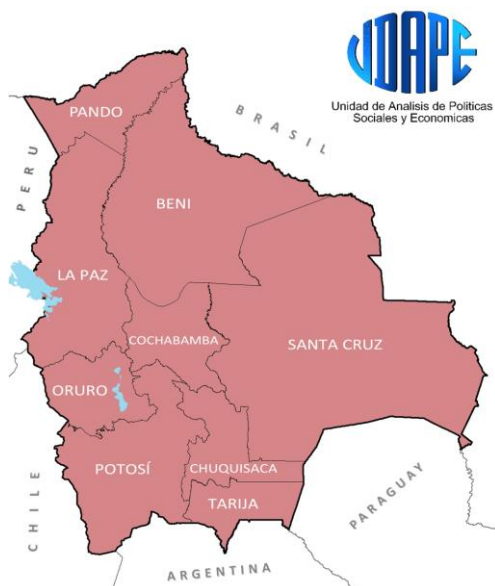 UDAPE
Unidad de Analisis de Politicas
Sociales y Economicas
PANDO
BRASIL
PERU
BENI
LA PAZ
COCHABAMBA
SANTA CRUZ
ORURO
POTOSÍ
CHUQUISACA
TARIJA
PARAGUAY
CHILE
ARGENTINA